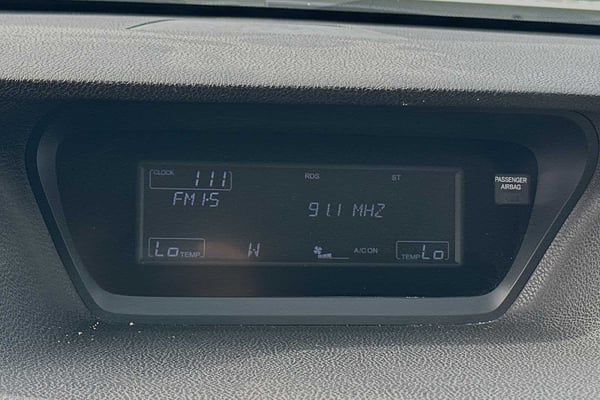 CLOCK 1:11 RDS ST
FM1-5
91.1 MHZ
PASSENGER
AIRBAG
Lo TEMP W A/C ON TEMP Lo